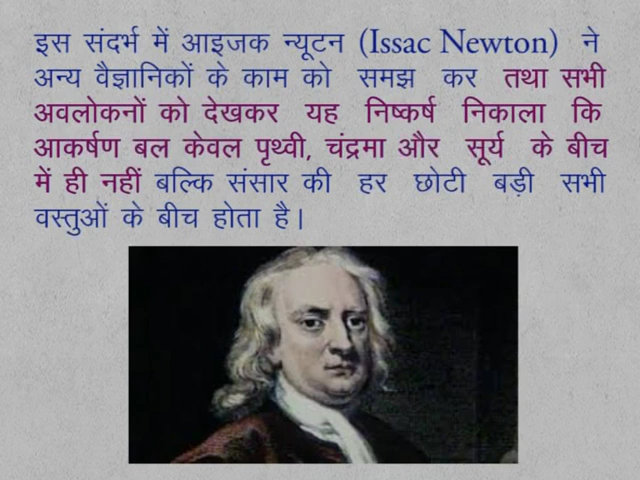 इस संदर्भ में आइजक न्यूटन (Issac Newton) ने
अन्य वैज्ञानिकों के काम को समझ कर तथा सभी
अवलोकनों को देखकर यह निष्कर्ष निकाला कि
आकर्षण बल केवल पृथ्वी, चंद्रमा और सूर्य के बीच
में ही नहीं बल्कि संसार की हर छोटी बड़ी सभी
वस्तुओं के बीच होता है।